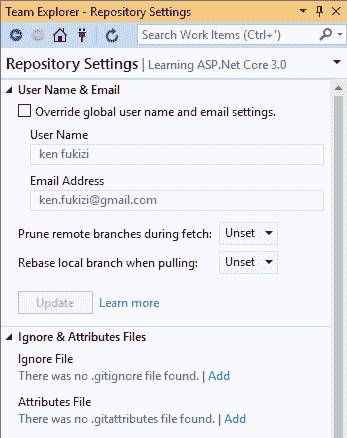 Team Explorer - Repository Settings
Search Work Items (Ctrl+')
Repository Settings | Learning ASP.Net Core 3.0
User Name & Email
Override global user name and email settings.
User Name
ken fukizi
Email Address
ken.fukizi@gmail.com
Prune remote branches during fetch: Unset
Rebase local branch when pulling: Unset
Update Learn more
Ignore & Attributes Files
Ignore File
There was no .gitignore file found. | Add
Attributes File
There was no .gitattributes file found. | Add